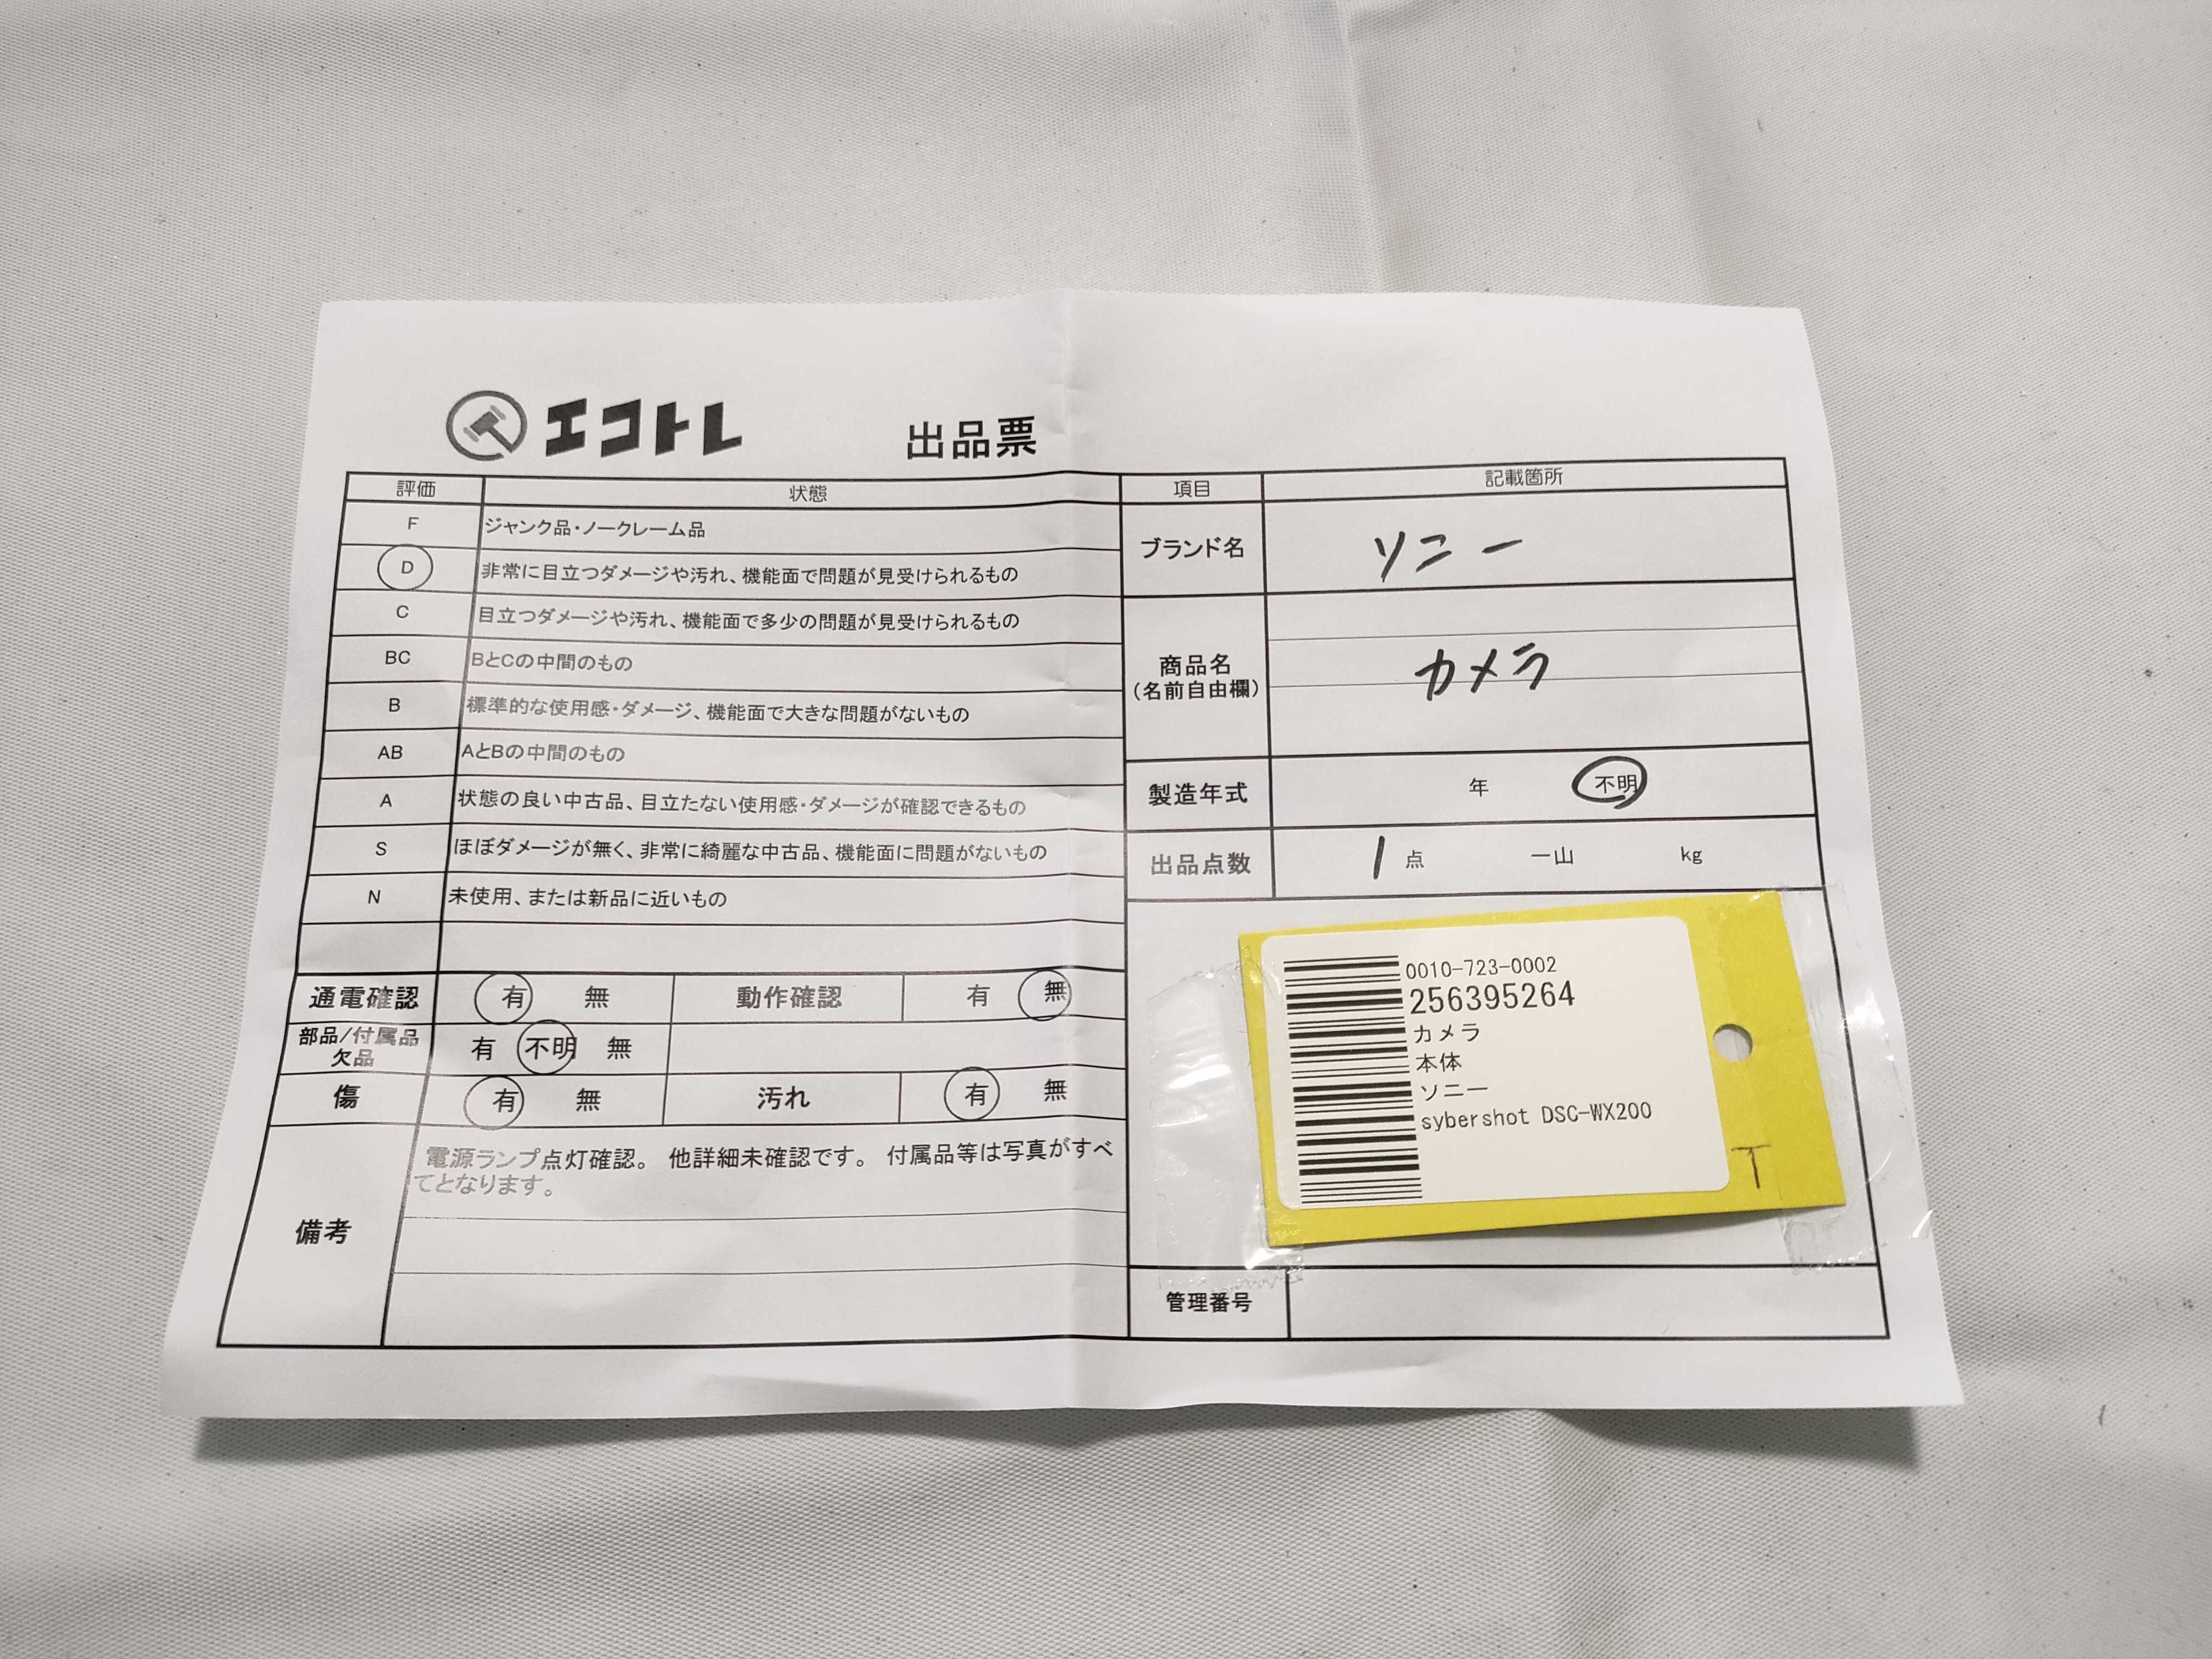 エコトレ 出品票
評価 状態
F ジャンク品・ノークレーム品
D 非常に目立つダメージや汚れ、機能面で問題が見受けられるもの
C 目立つダメージや汚れ、機能面で多少の問題が見受けられるもの
BC BとCの中間のもの
B 標準的な使用感・ダメージ、機能面で大きな問題がないもの
AB AとBの中間のもの
A 状態の良い中古品、目立たない使用感・ダメージが確認できるもの
S ほぼダメージが無く、非常に綺麗な中古品、機能面に問題がないもの
N 未使用、または新品に近いもの
通電確認 有 無 動作確認 有 無
部品/付属品
欠品 有 不明 無
傷 有 無 汚れ 有 無
備考
電源ランプ点灯確認。 他詳細未確認です。 付属品等は写真がすべ
てとなります。
項目 記載箇所
ブランド名 ソニー
商品名
(名前自由欄) カメラ
製造年式 年 不明
出品点数 1 点 一山 kg
0010-723-0002
256395264
カメラ
本体
ソニー
sybershot DSC-WX200
T
管理番号